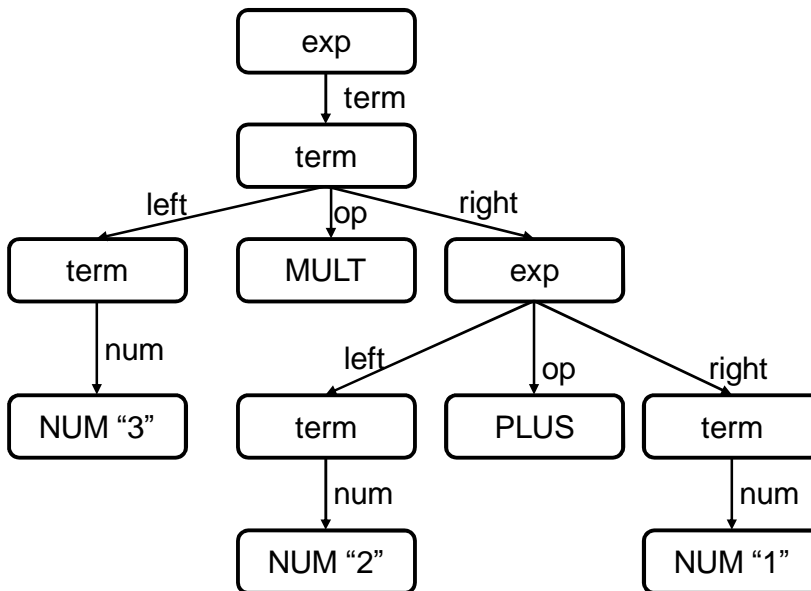 exp
term
term
left
op
right
term
MULT
exp
num
left
op
right
NUM “3”
term
PLUS
term
num
num
NUM “2”
NUM “1”